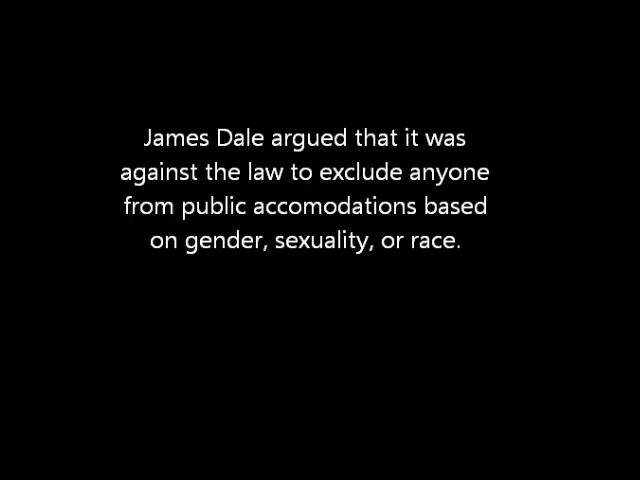 James Dale argued that it was
against the law to exclude anyone
from public accomodations based
on gender, sexuality, or race.